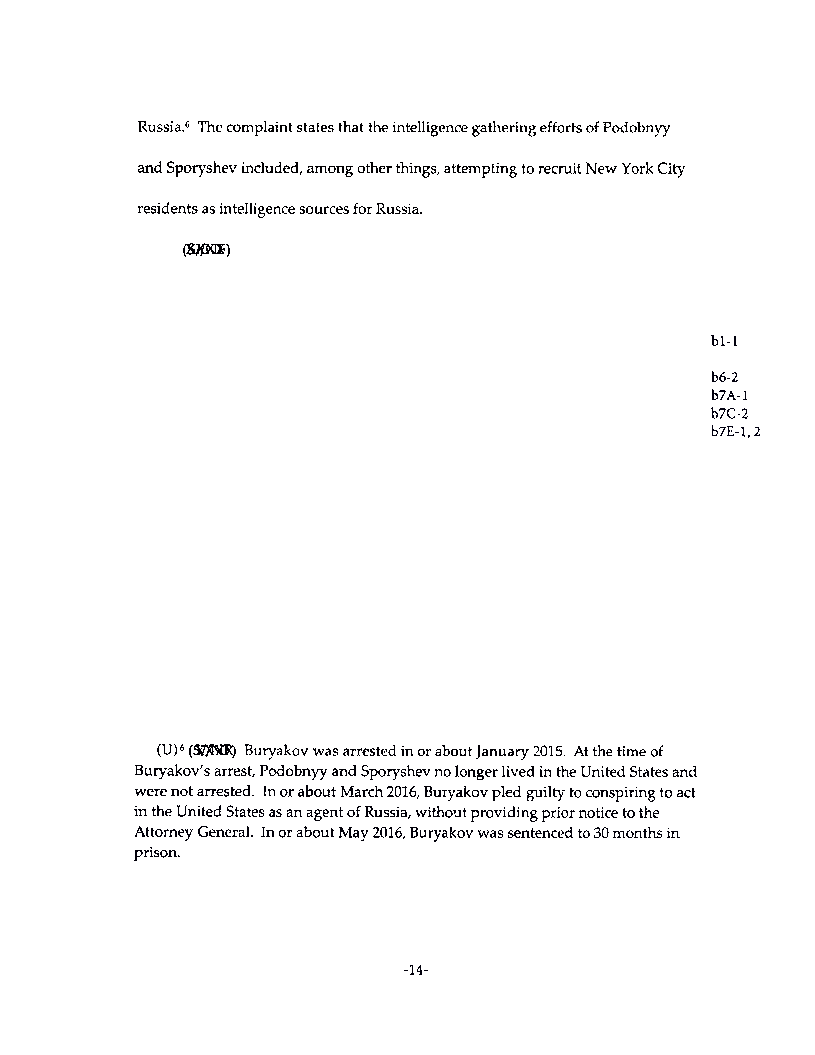 Russia.⁶ The complaint states that the intelligence gathering efforts of Podobnyy
and Sporyshev included, among other things, attempting to recruit New York City
residents as intelligence sources for Russia.
b1-1
b6-2
b7A-1
b7C-2
b7E-1, 2
(U)⁶ Buryakov was arrested in or about January 2015. At the time of
Buryakov's arrest, Podobnyy and Sporyshev no longer lived in the United States and
were not arrested. In or about March 2016, Buryakov pled guilty to conspiring to act
in the United States as an agent of Russia, without providing prior notice to the
Attorney General. In or about May 2016, Buryakov was sentenced to 30 months in
prison.
-14-